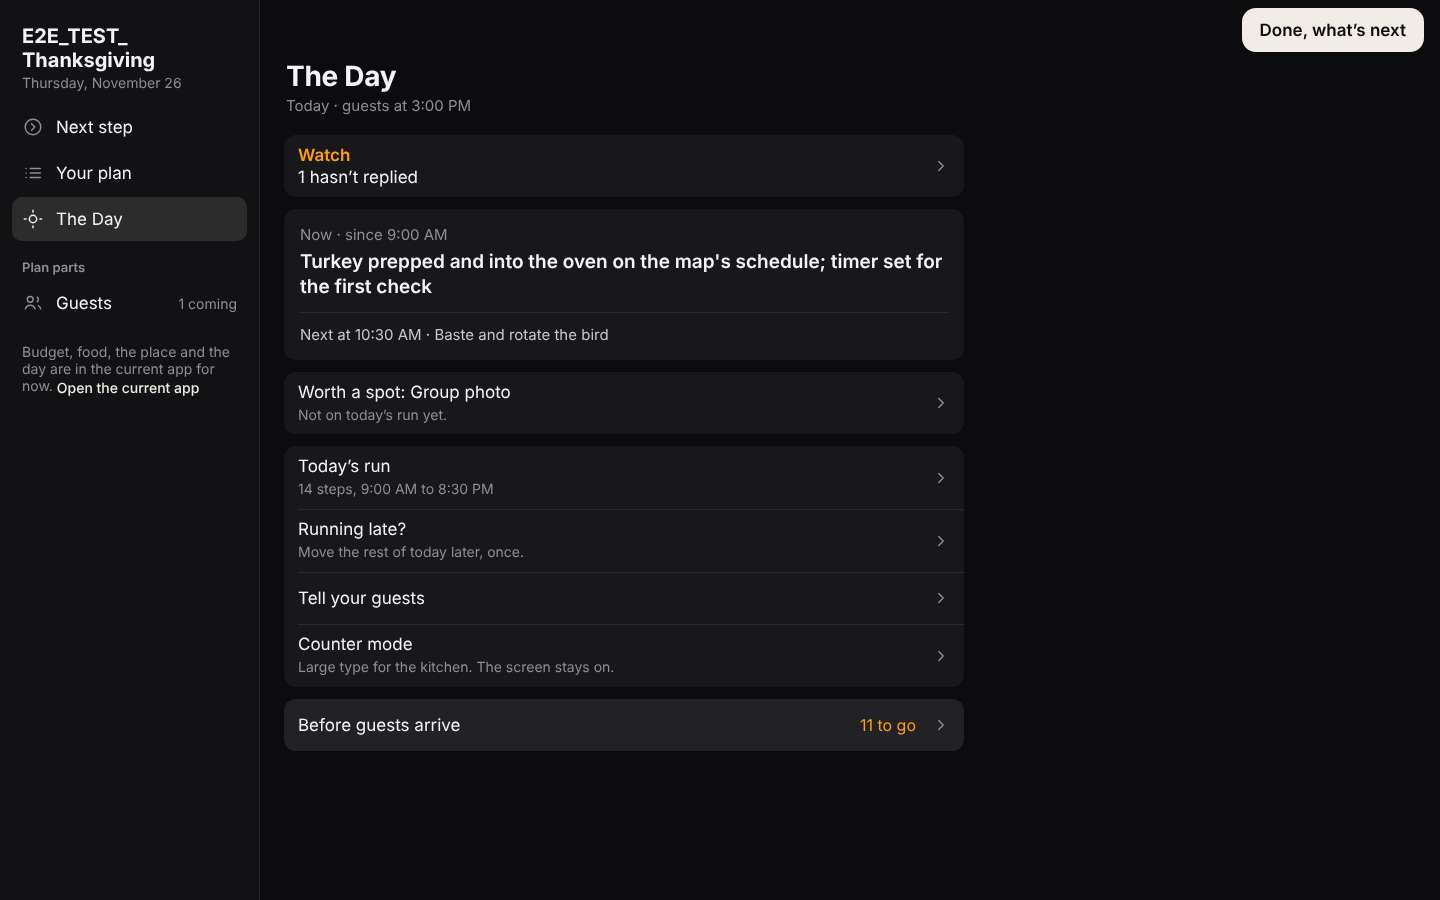 E2E_TEST_
Thanksgiving
Thursday, November 26
Next step
Your plan
The Day
Plan parts
Guests
1 coming
Budget, food, the place and the
day are in the current app for
now. Open the current app
Done, what’s next
The Day
Today · guests at 3:00 PM
Watch
1 hasn’t replied
Now · since 9:00 AM
Turkey prepped and into the oven on the map's schedule; timer set for
the first check
Next at 10:30 AM · Baste and rotate the bird
Worth a spot: Group photo
Not on today’s run yet.
Today’s run
14 steps, 9:00 AM to 8:30 PM
Running late?
Move the rest of today later, once.
Tell your guests
Counter mode
Large type for the kitchen. The screen stays on.
Before guests arrive
11 to go